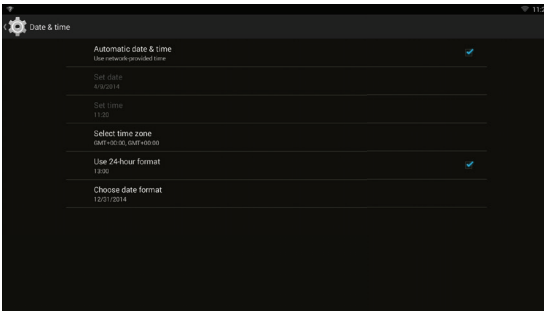 11:2
Date & time
Automatic date & time
Use network-provided time
Set date
4/9/2014
Set time
11:20
Select time zone
GMT+00:00, GMT+00:00
Use 24-hour format
13:00
Choose date format
12/31/2014